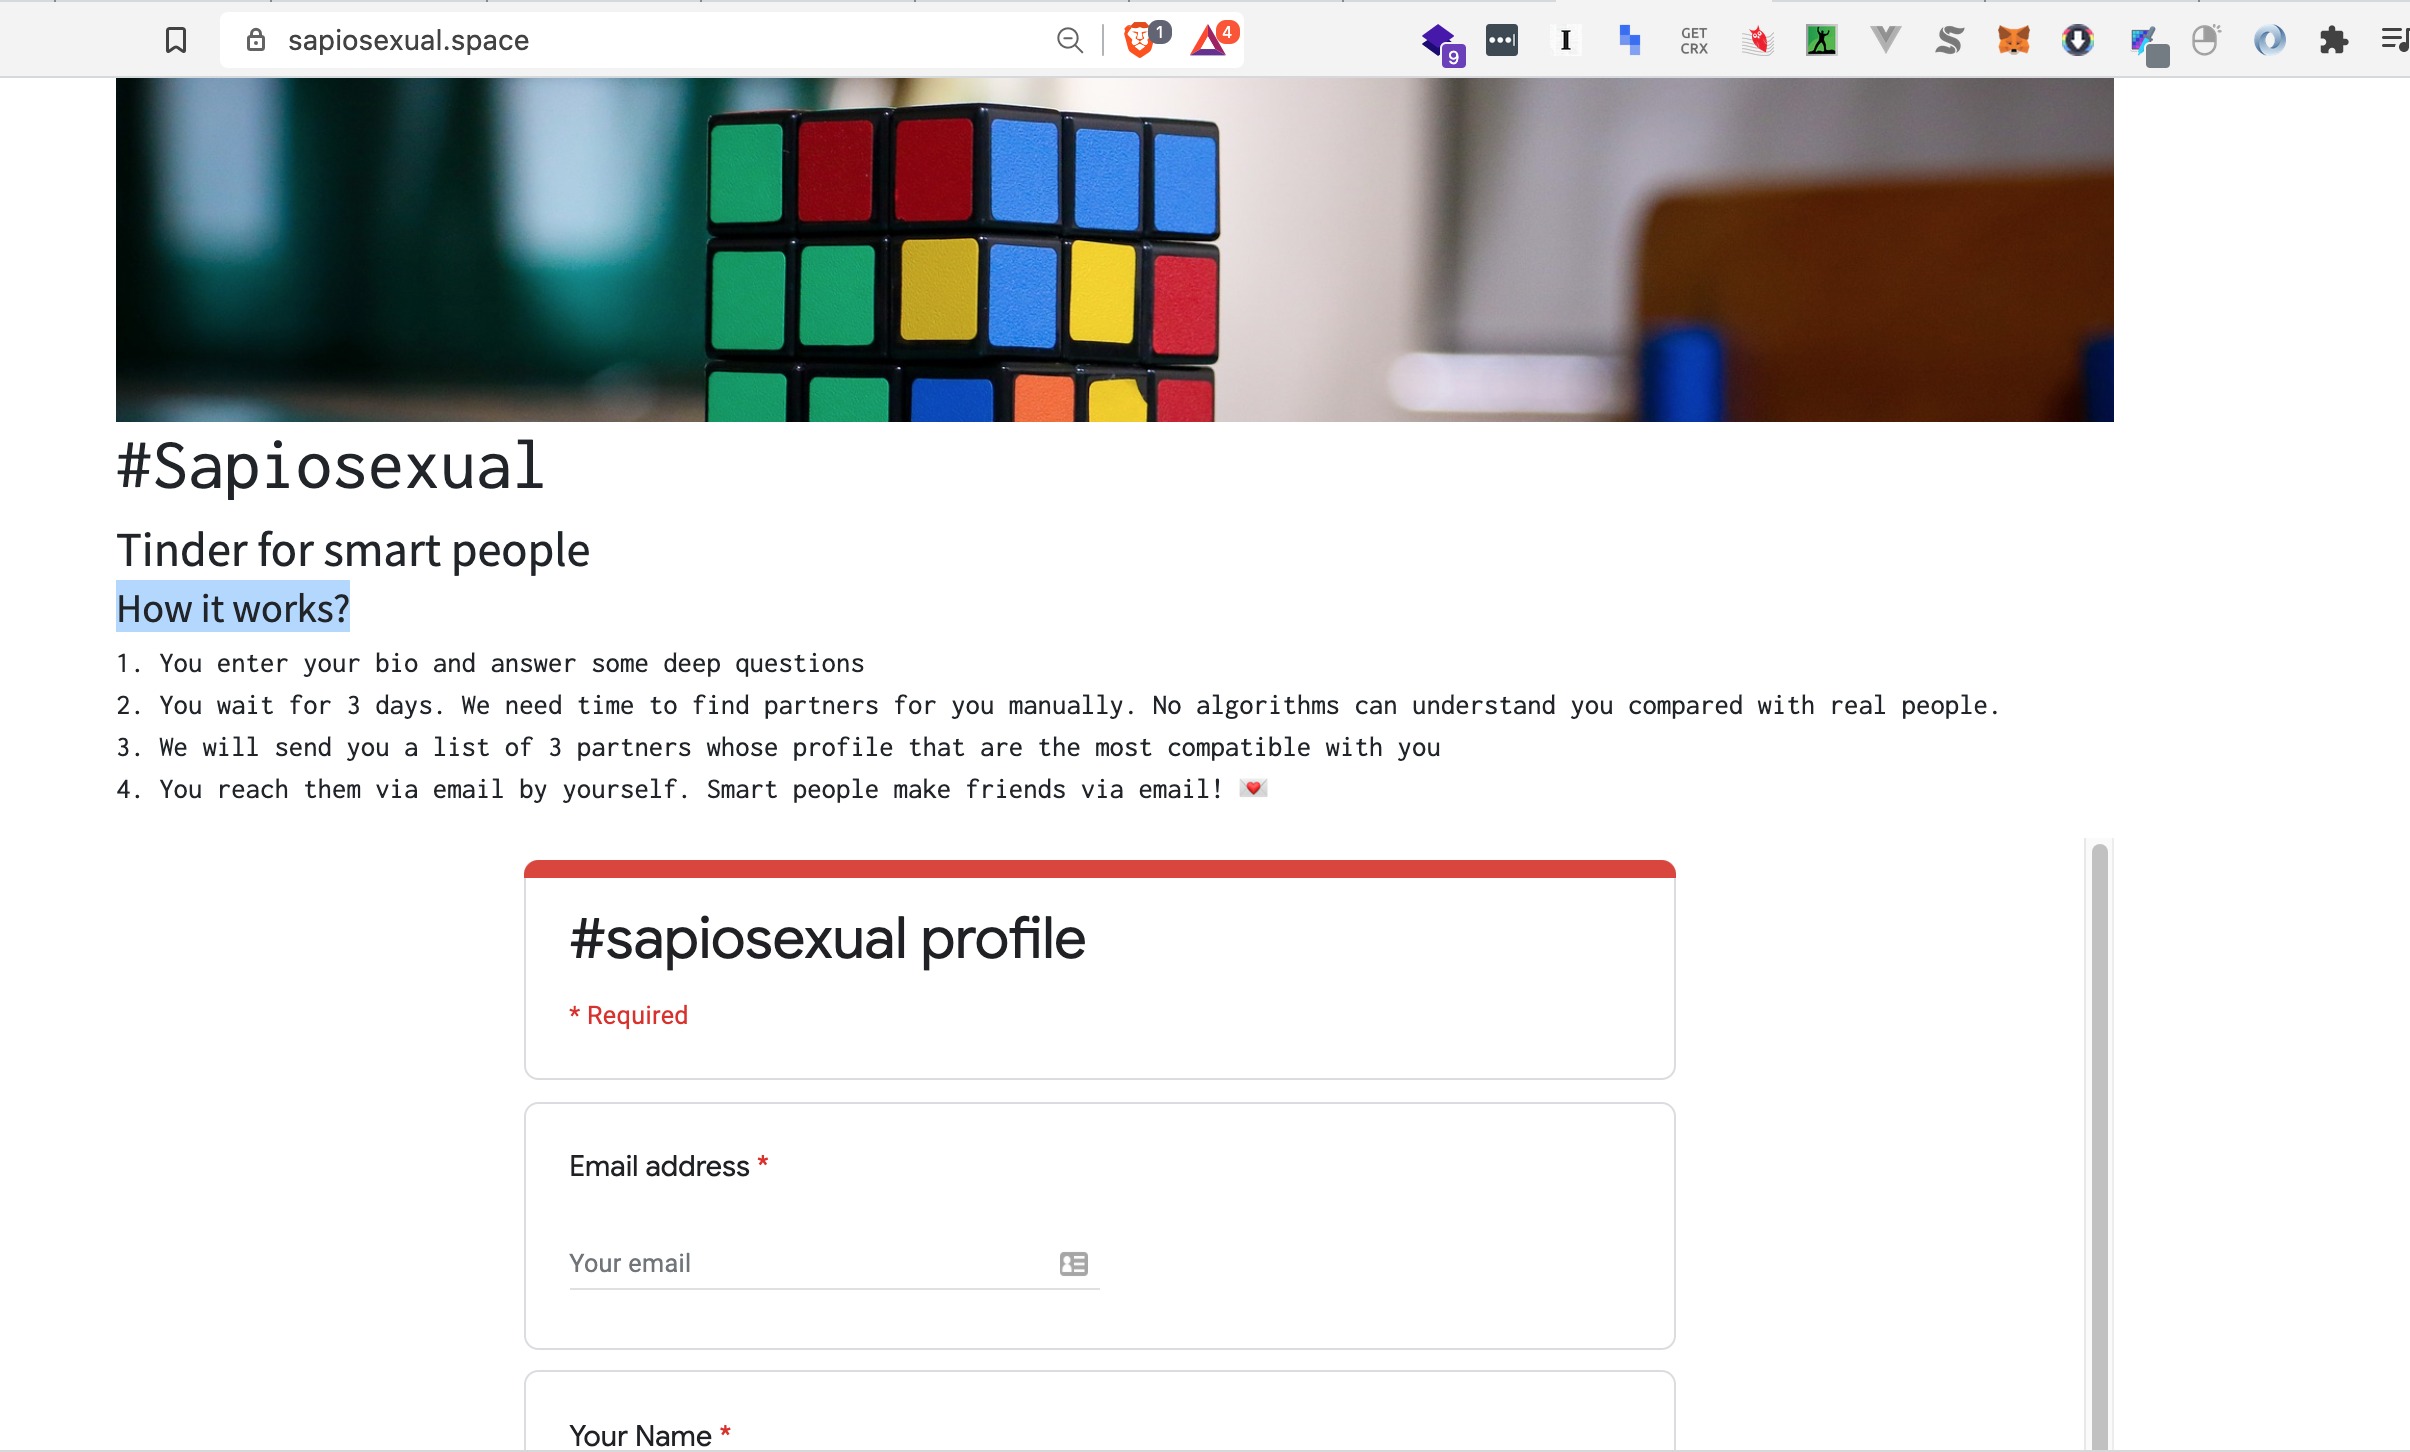 sapiosexual.space
1
4
9
GET
CRX
#Sapiosexual
Tinder for smart people
How it works?
1. You enter your bio and answer some deep questions
2. You wait for 3 days. We need time to find partners for you manually. No algorithms can understand you compared with real people.
3. We will send you a list of 3 partners whose profile that are the most compatible with you
4. You reach them via email by yourself. Smart people make friends via email! 💌
#sapiosexual profile
* Required
Email address *
Your email
Your Name *